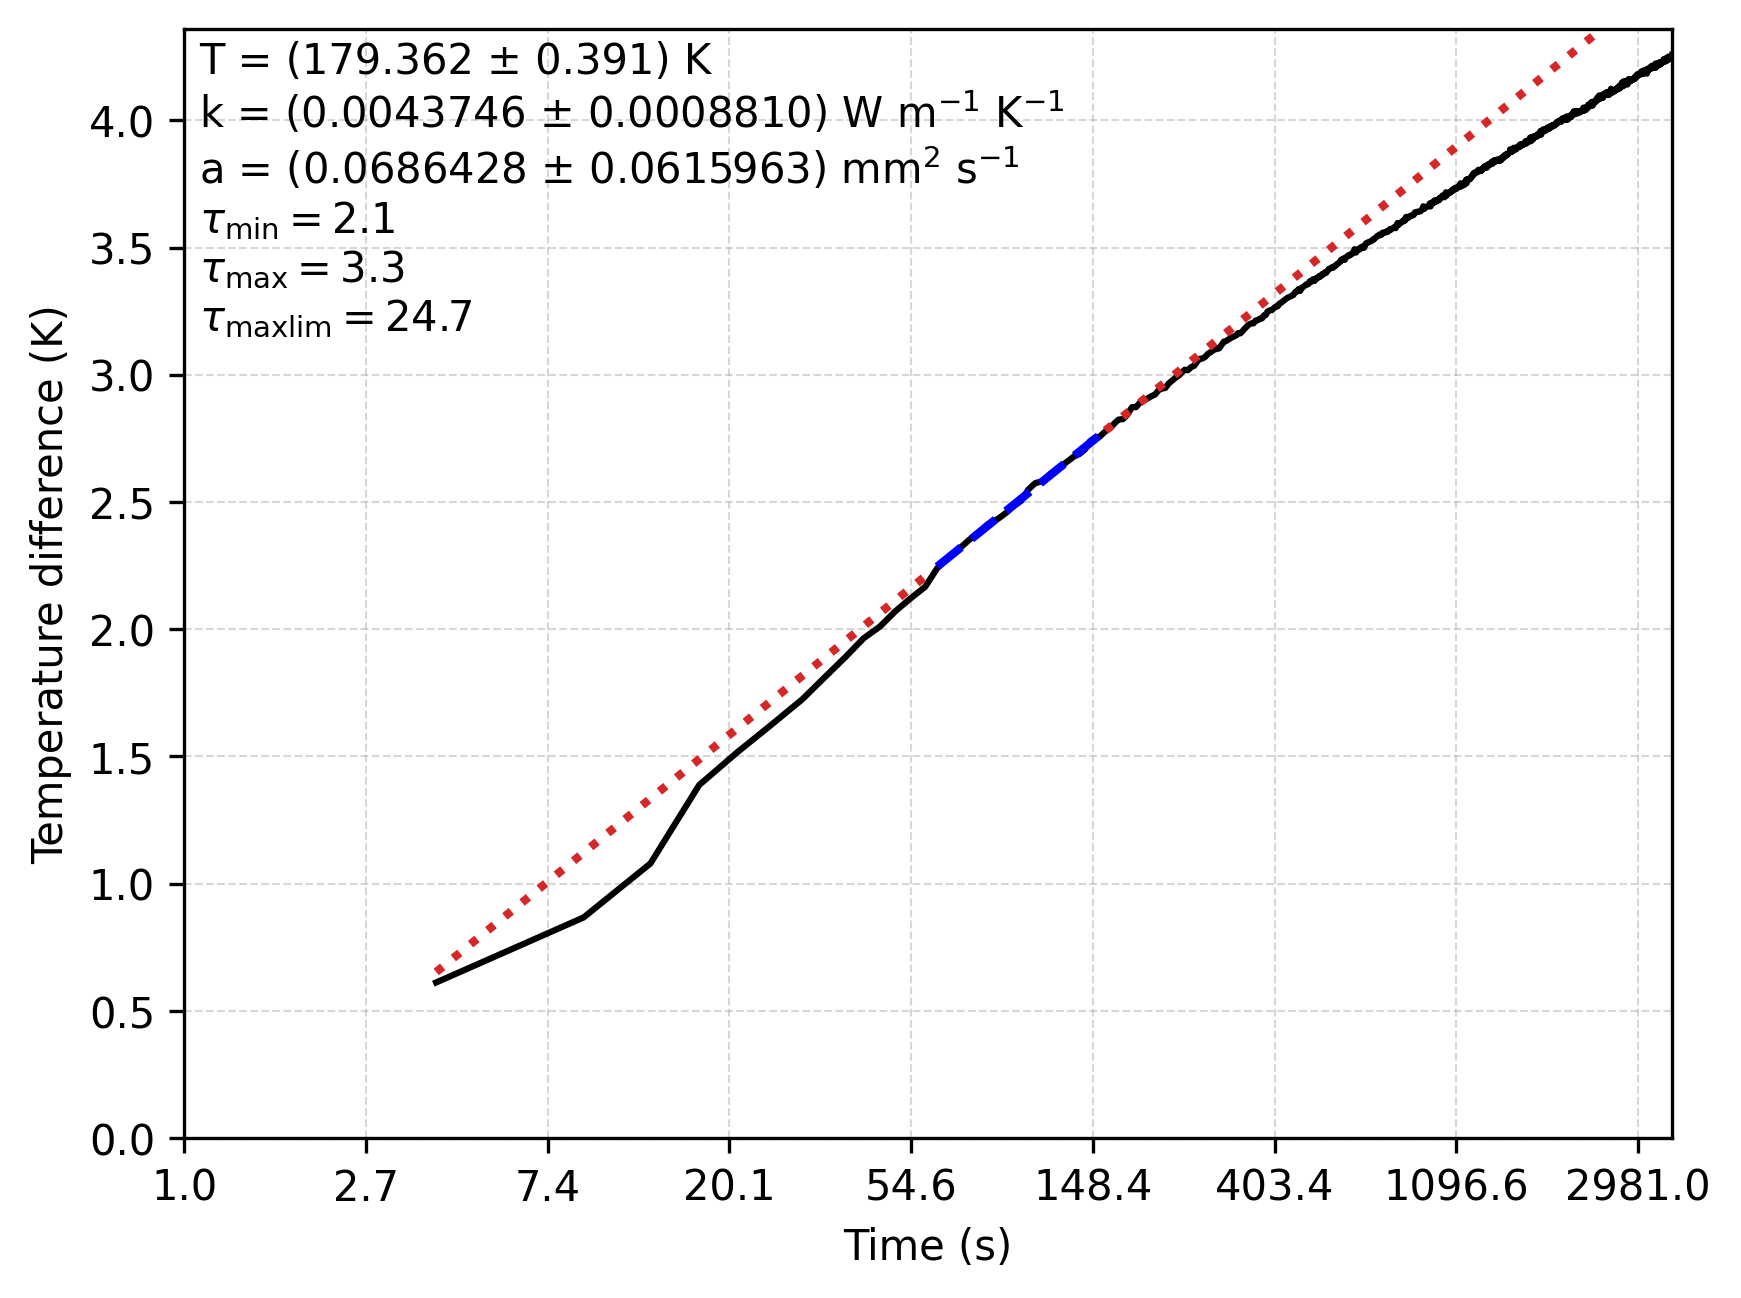 T = (179.362 ± 0.391) K
k = (0.0043746 ± 0.0008810) W m⁻¹ K⁻¹
a = (0.0686428 ± 0.0615963) mm² s⁻¹
τmin = 2.1
τmax = 3.3
τmaxlim = 24.7
Temperature difference (K)
4.0
3.5
3.0
2.5
2.0
1.5
1.0
0.5
0.0
1.0 2.7 7.4 20.1 54.6 148.4 403.4 1096.6 2981.0
Time (s)